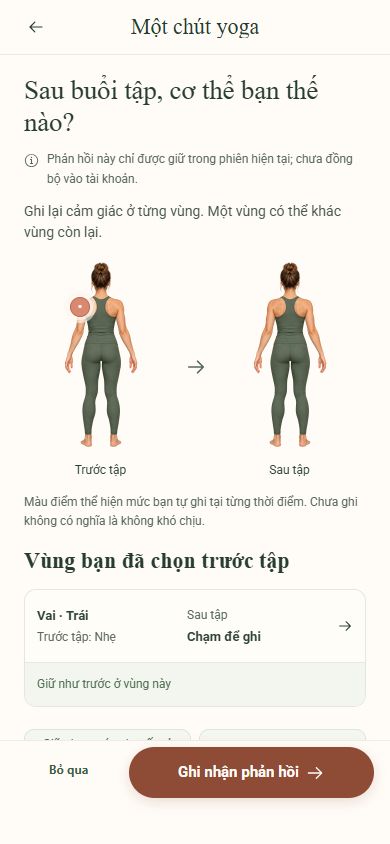 Một chút yoga
Sau buổi tập, cơ thể bạn thế
nào?
Phản hồi này chỉ được giữ trong phiên hiện tại; chưa đồng
bộ vào tài khoản.
Ghi lại cảm giác ở từng vùng. Một vùng có thể khác
vùng còn lại.
Trước tập
Sau tập
Màu điểm thể hiện mức bạn tự ghi tại từng thời điểm. Chưa ghi
không có nghĩa là không khó chịu.
Vùng bạn đã chọn trước tập
Vai · Trái
Sau tập
Trước tập: Nhẹ
Chạm để ghi
Giữ như trước ở vùng này
Bỏ qua
Ghi nhận phản hồi